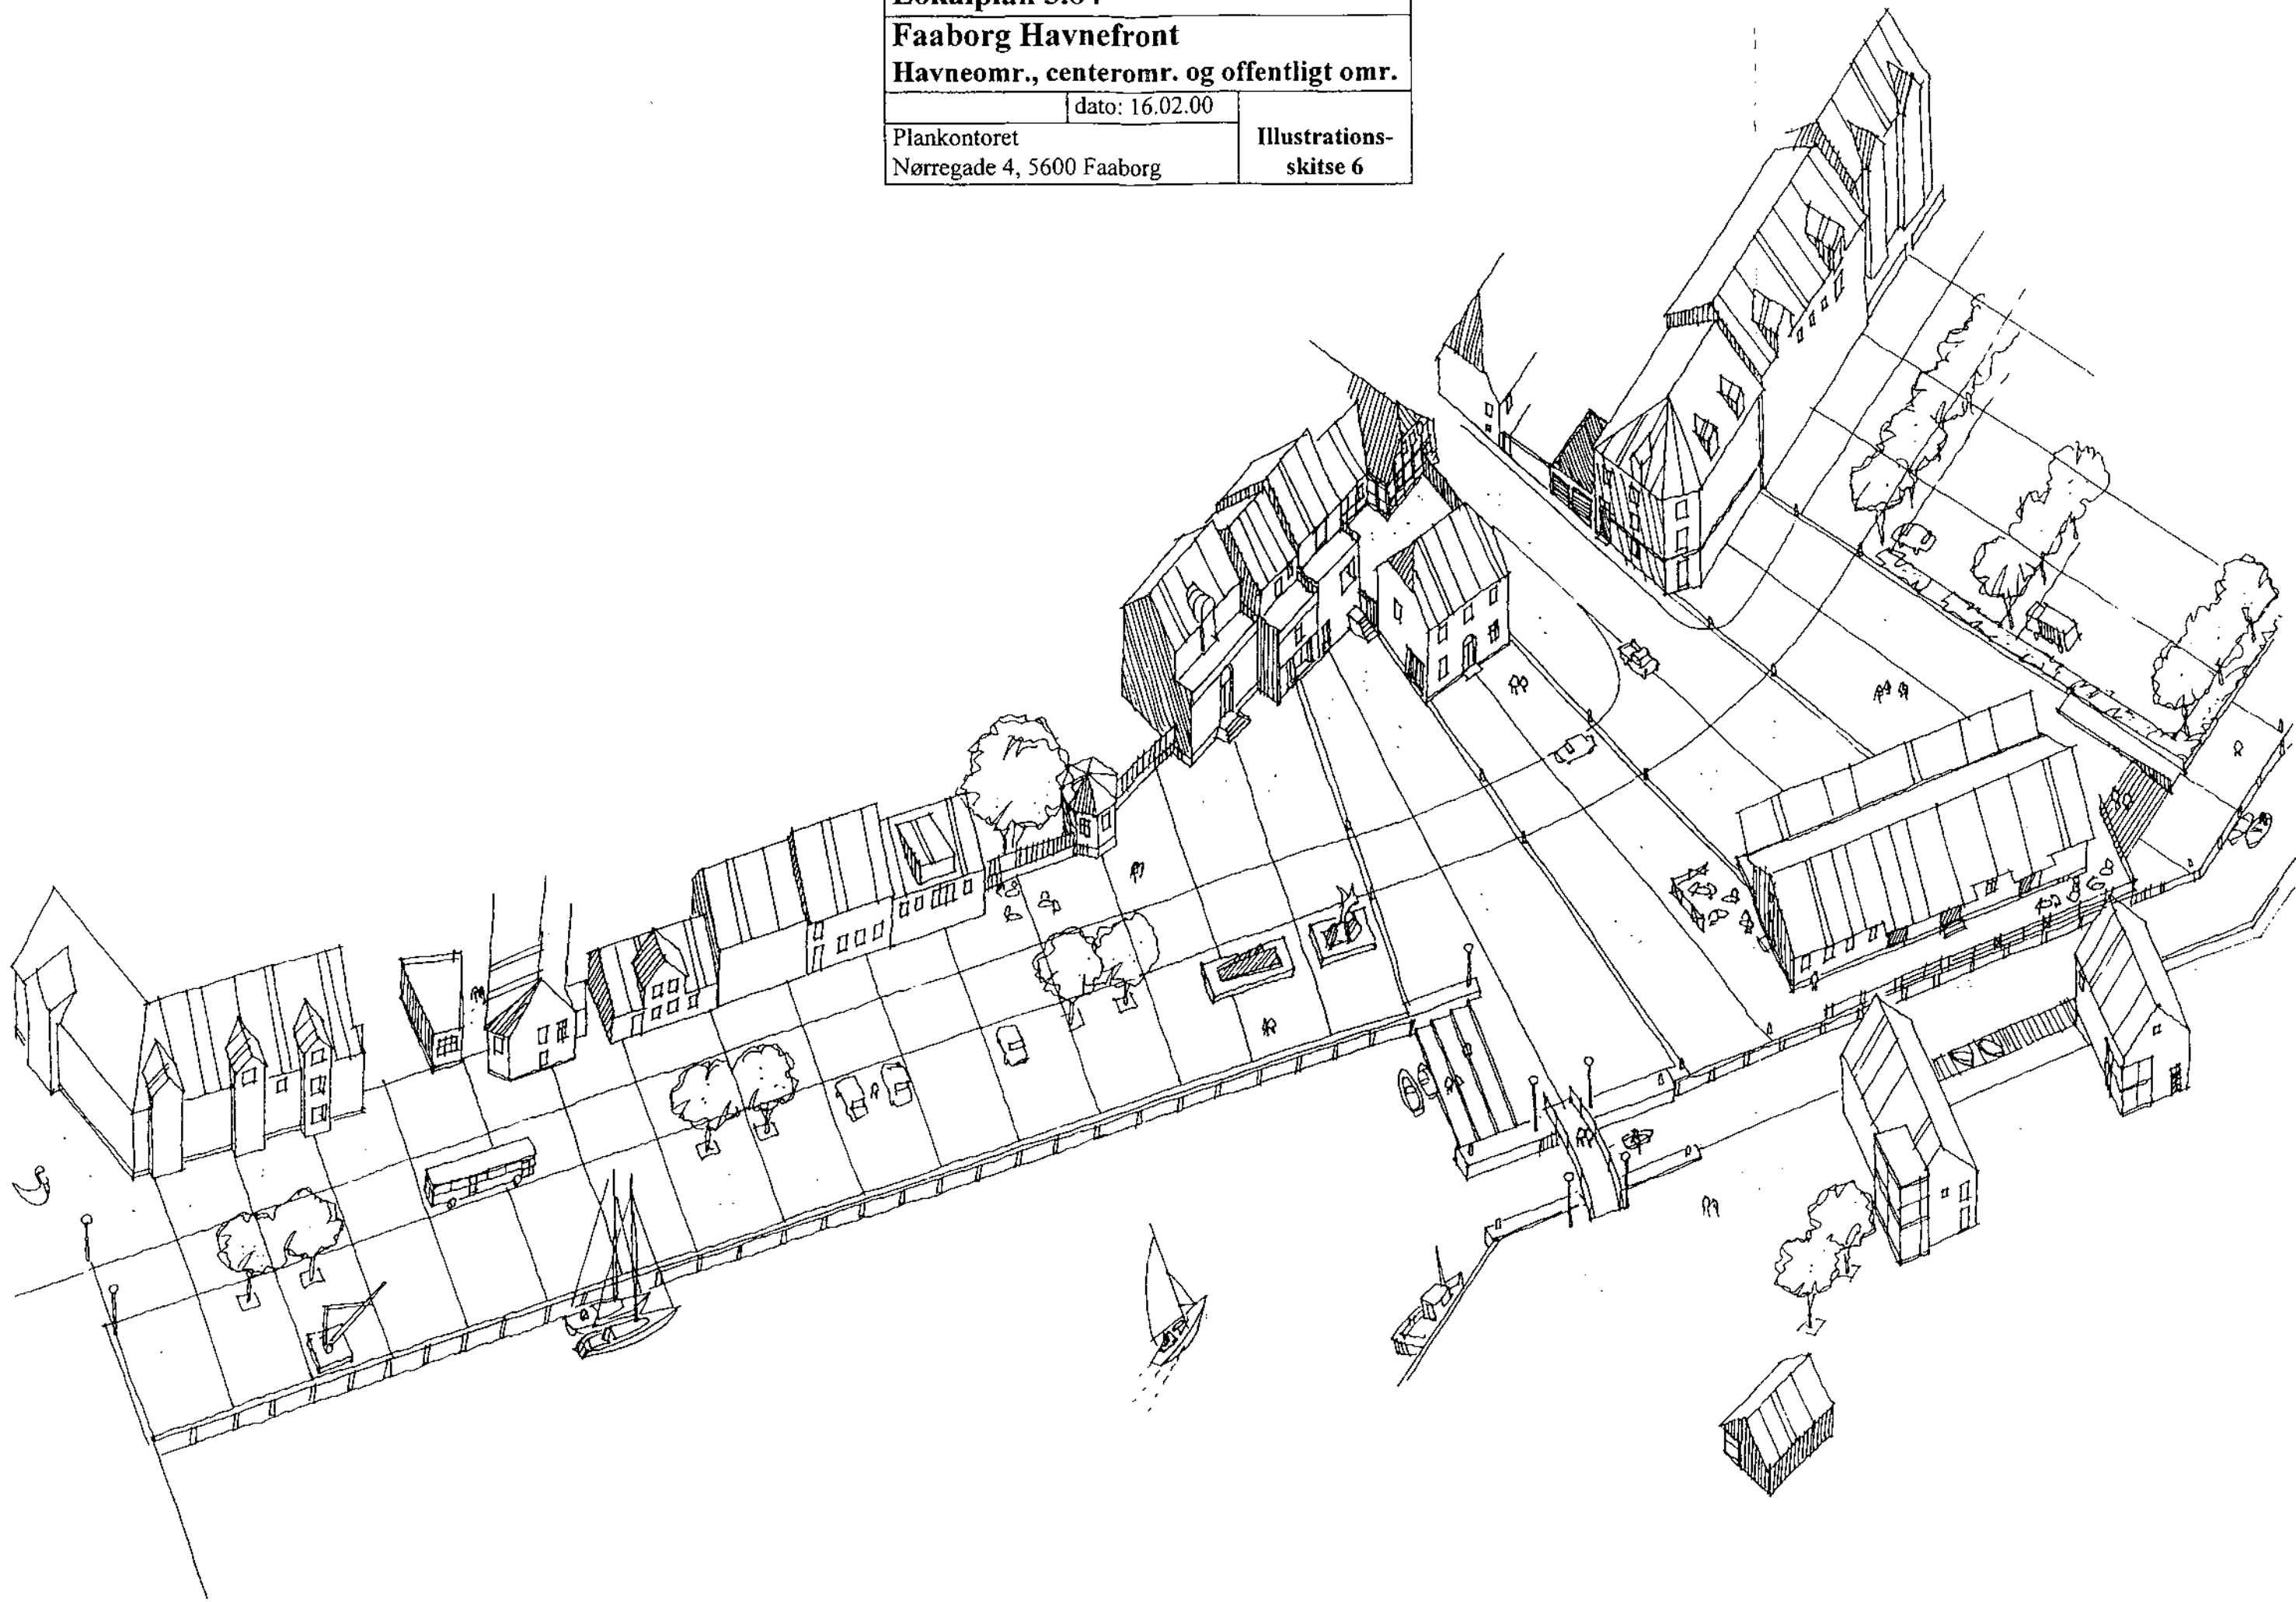 Faaborg Havnefront
Havneomr., centeromr. og offentligt omr.
dato: 16.02.00
Plankontoret
Nørregade 4, 5600 Faaborg
Illustrations-
skitse 6